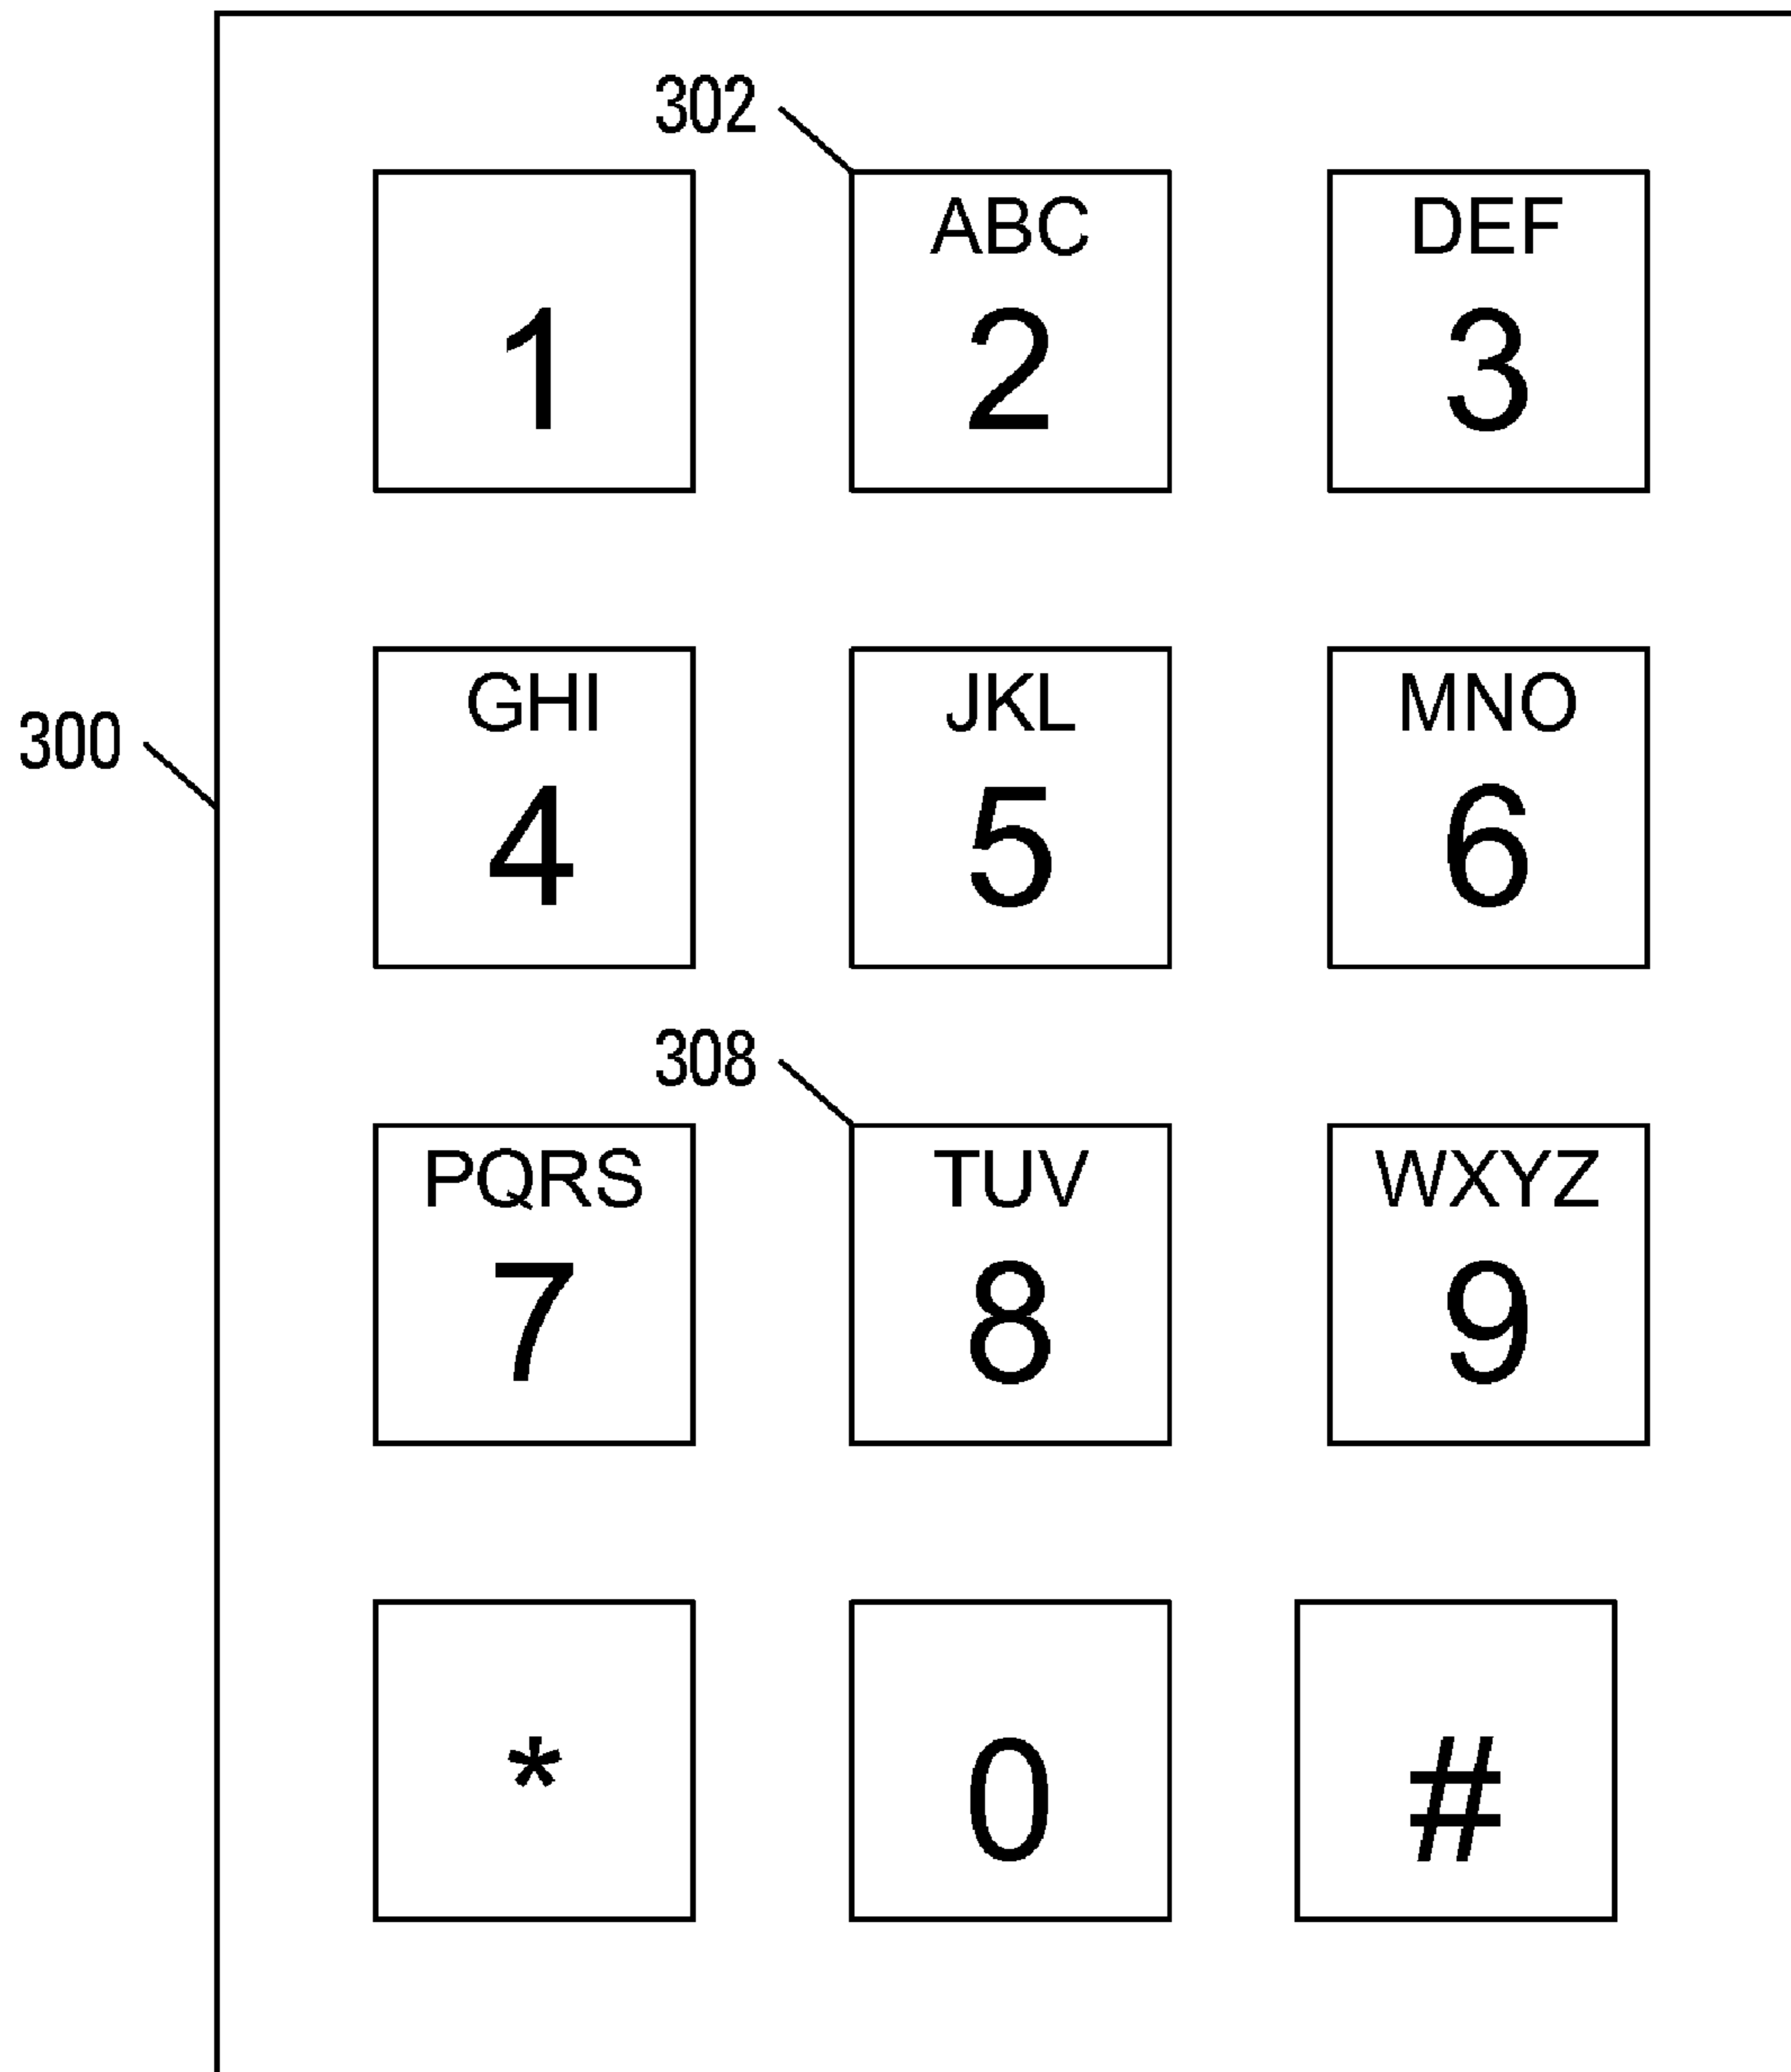 302
ABC DEF
1 2 3
GHI JKL MNO
300
4 5 6
308
PQRS TUV WXYZ
7 8 9
* 0 #